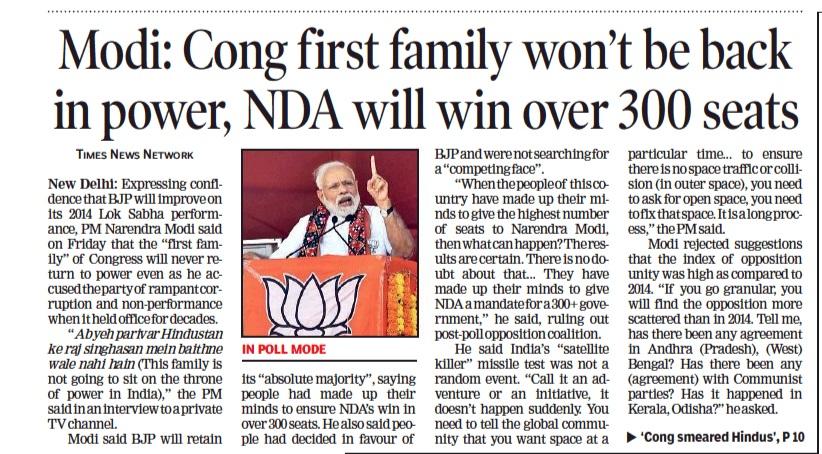 Modi: Cong first family won't be back
in power, NDA will win over 300 seats
TIMES NEWS NETWORK
New Delhi: Expressing confi-
dence that BJP will improve on
its 2014 Lok Sabha perform-
ance, PM Narendra Modi said
on Friday that the “first fam-
ily” of Congress will never re-
turn to power even as he ac-
cused the party of rampant cor-
ruption and non-performance
when it held office for decades.
“Ab yeh parivar Hindustan
ke raj singhasan mein baithne
wale nahi hain (This family is
not going to sit on the throne
of power in India),” the PM
said in an interview to a private
TV channel.
Modi said BJP will retain
IN POLL MODE
its “absolute majority”, saying
people had made up their
minds to ensure NDA's win in
over 300 seats. He also said peo-
ple had decided in favour of
BJP and were not searching for
a “competing face”.
“When the people of this co-
untry have made up their mi-
nds to give the highest number
of seats to Narendra Modi,
then what can happen? The res-
ults are certain. There is no do-
ubt about that... They have
made up their minds to give
NDA a mandate for a 300+ gove-
rnment,” he said, ruling out
post-poll opposition coalition.
He said India's “satellite
killer” missile test was not a
random event. “Call it an ad-
venture or an initiative, it
doesn't happen suddenly. You
need to tell the global commu-
nity that you want space at a
particular time... to ensure
there is no space traffic or colli-
sion (in outer space), you need
to ask for open space, you need
to fix that space. It is a long proc-
ess,” the PM said.
Modi rejected suggestions
that the index of opposition
unity was high as compared to
2014. “If you go granular, you
will find the opposition more
scattered than in 2014. Tell me,
has there been any agreement
in Andhra (Pradesh), (West)
Bengal? Has there been any
(agreement) with Communist
parties? Has it happened in
Kerala, Odisha?” he asked.
▶ 'Cong smeared Hindus', P 10